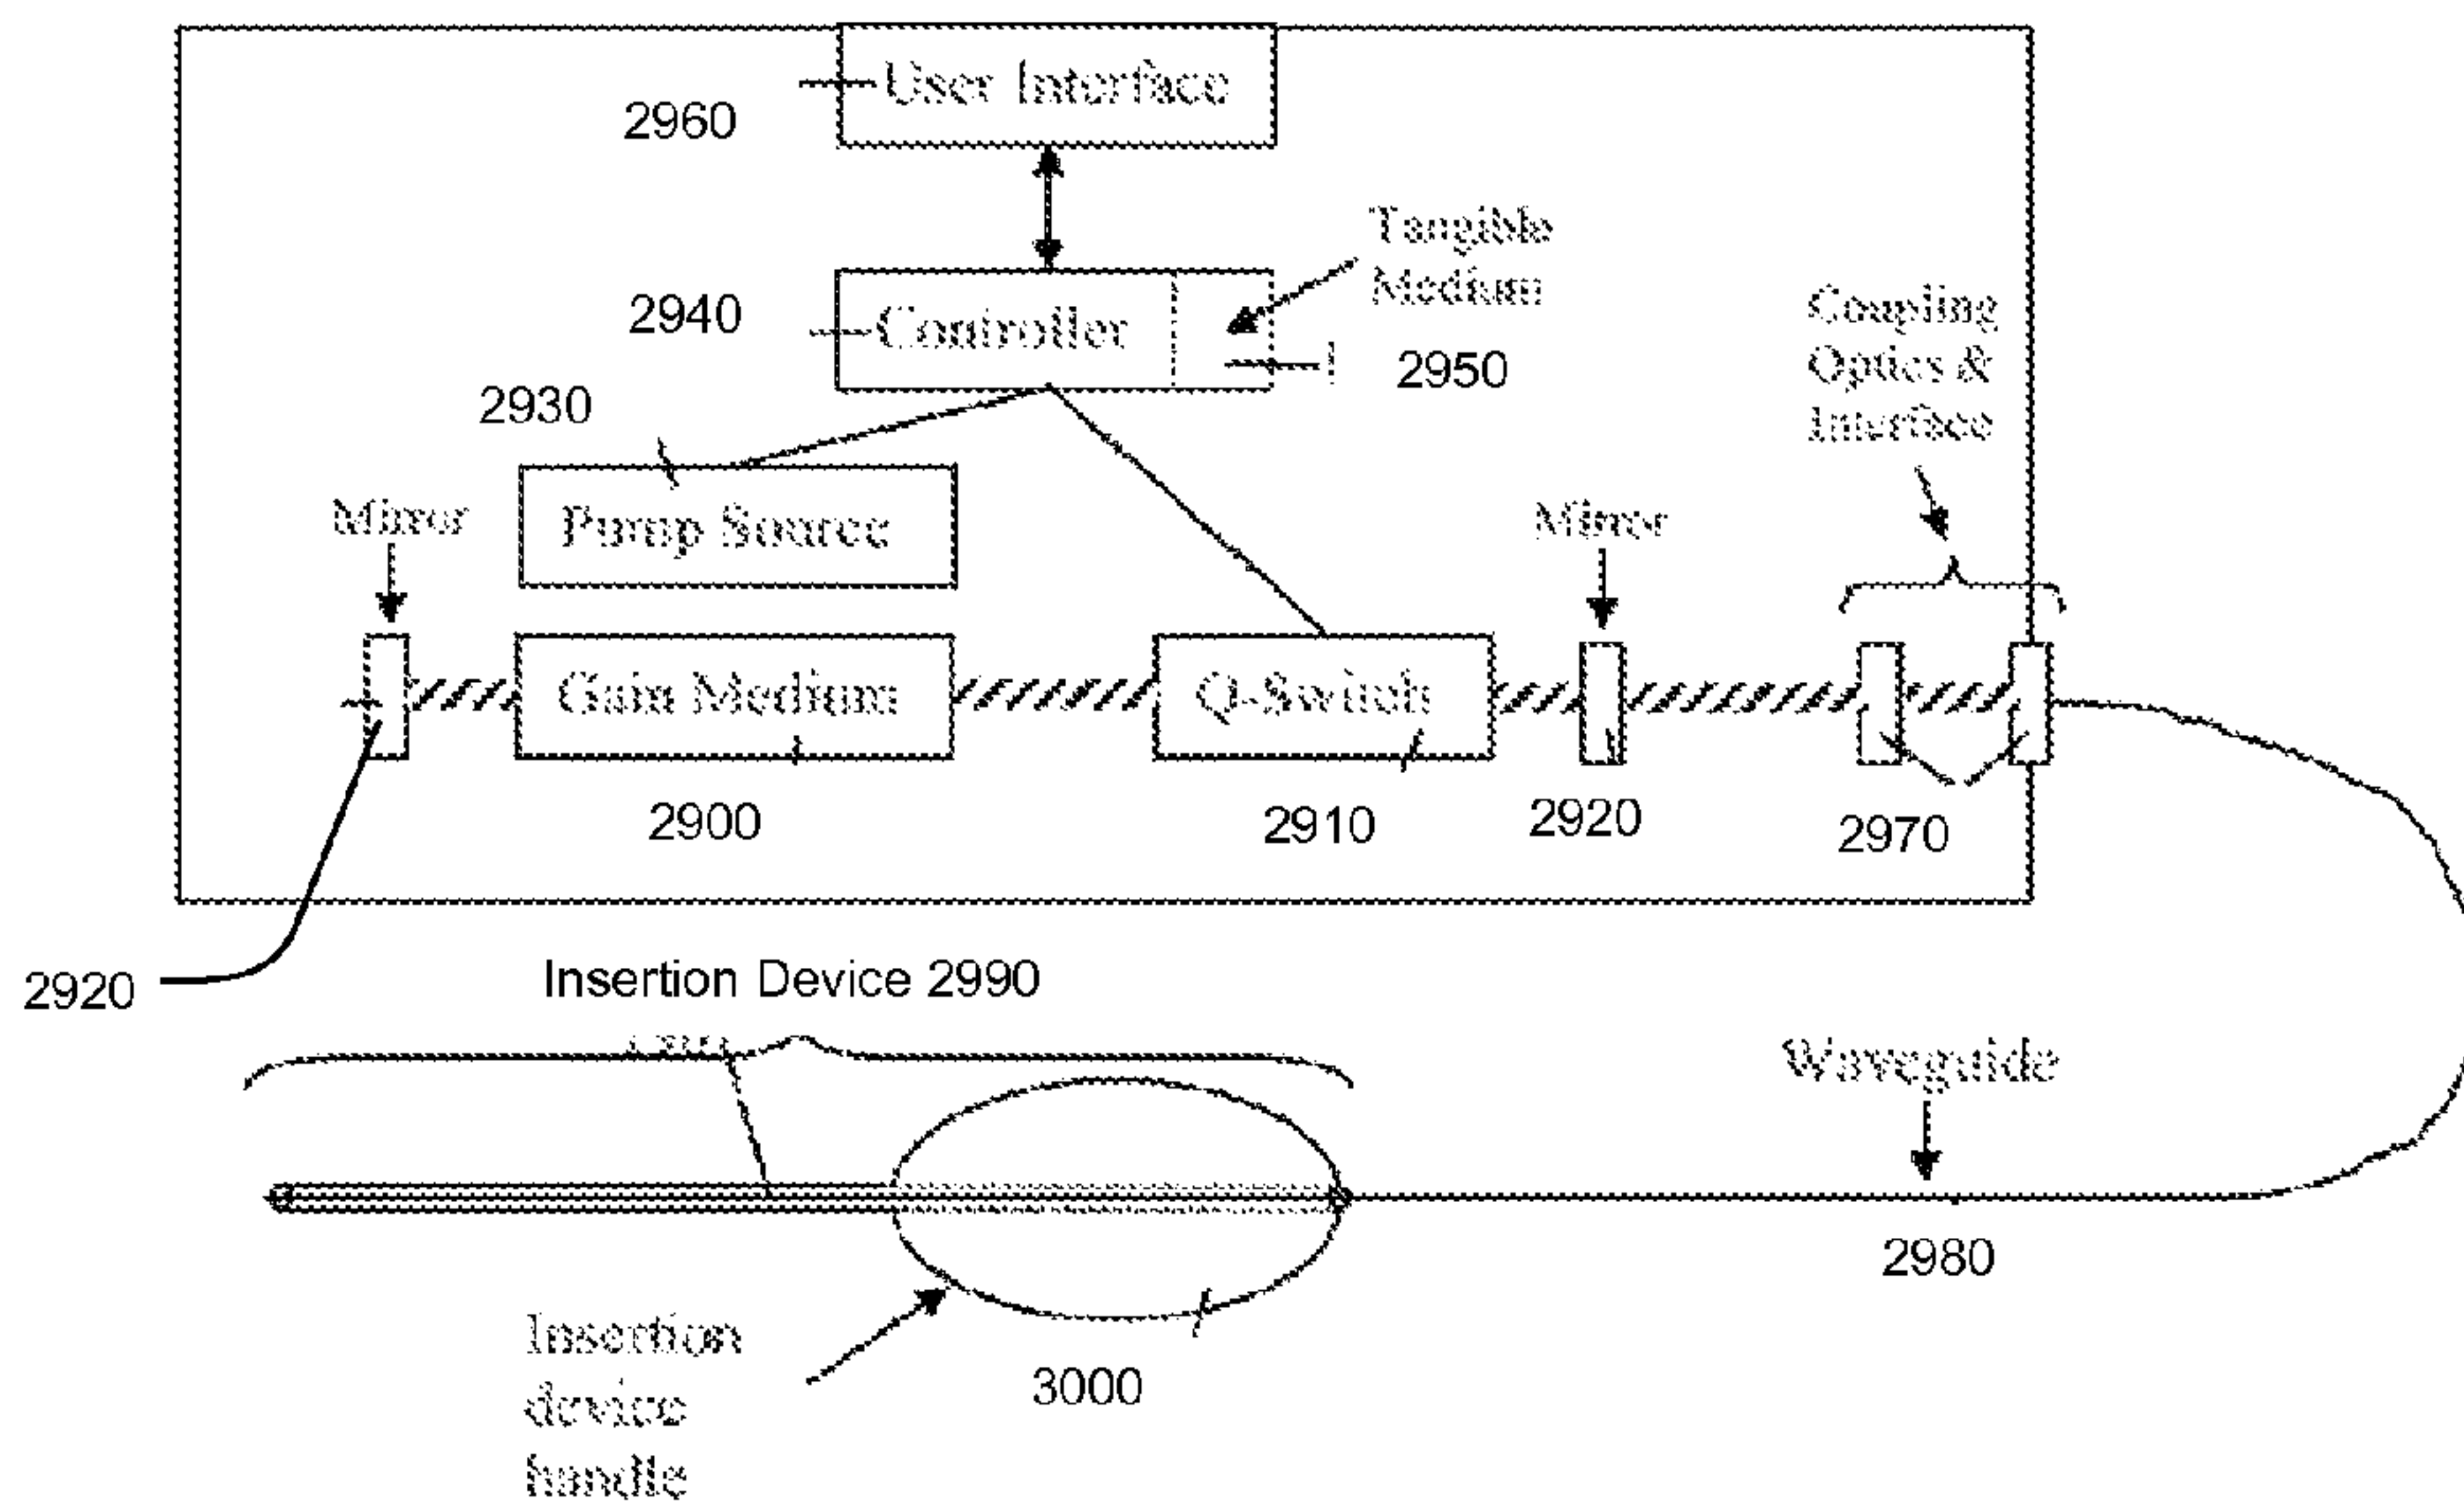 User Interface
2960
Tangible
Medium
2940
Controller
2950
Coupling
Optics &
Interface
2930
Mirror
Pump Source
Mirror
Gain Medium
Q-Switch
2900
2910
2920
2970
2920
Insertion Device 2990
Waveguide
2980
Insertion
device
handle
3000